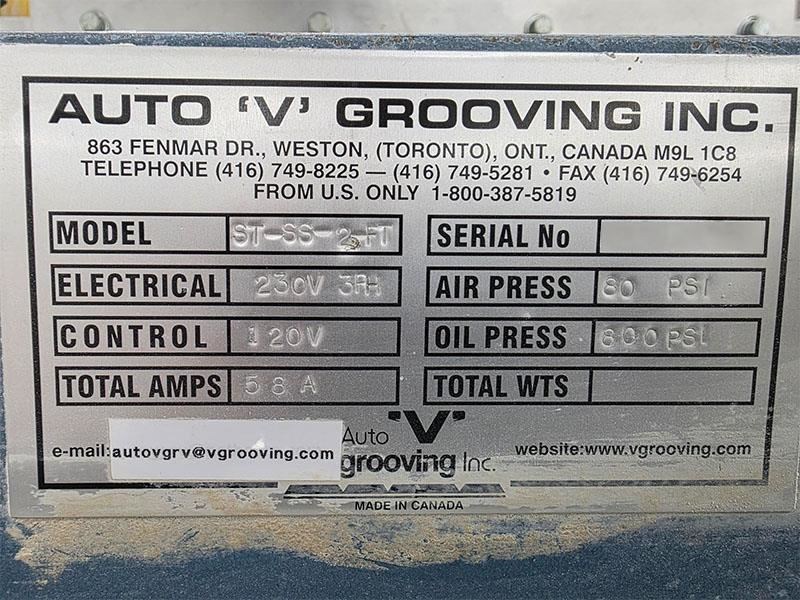 AUTO 'V' GROOVING INC.
863 FENMAR DR., WESTON, (TORONTO), ONT., CANADA M9L 1C8
TELEPHONE (416) 749-8225 — (416) 749-5281 • FAX (416) 749-6254
FROM U.S. ONLY 1-800-387-5819
MODEL ST-SS-2-FT SERIAL No
ELECTRICAL 230V 3PH AIR PRESS 80 PSI
CONTROL 120V OIL PRESS 800PSI
TOTAL AMPS 58A TOTAL WTS
e-mail:autovgrv@vgrooving.com Auto 'V' grooving Inc. website:www.vgrooving.com
MADE IN CANADA